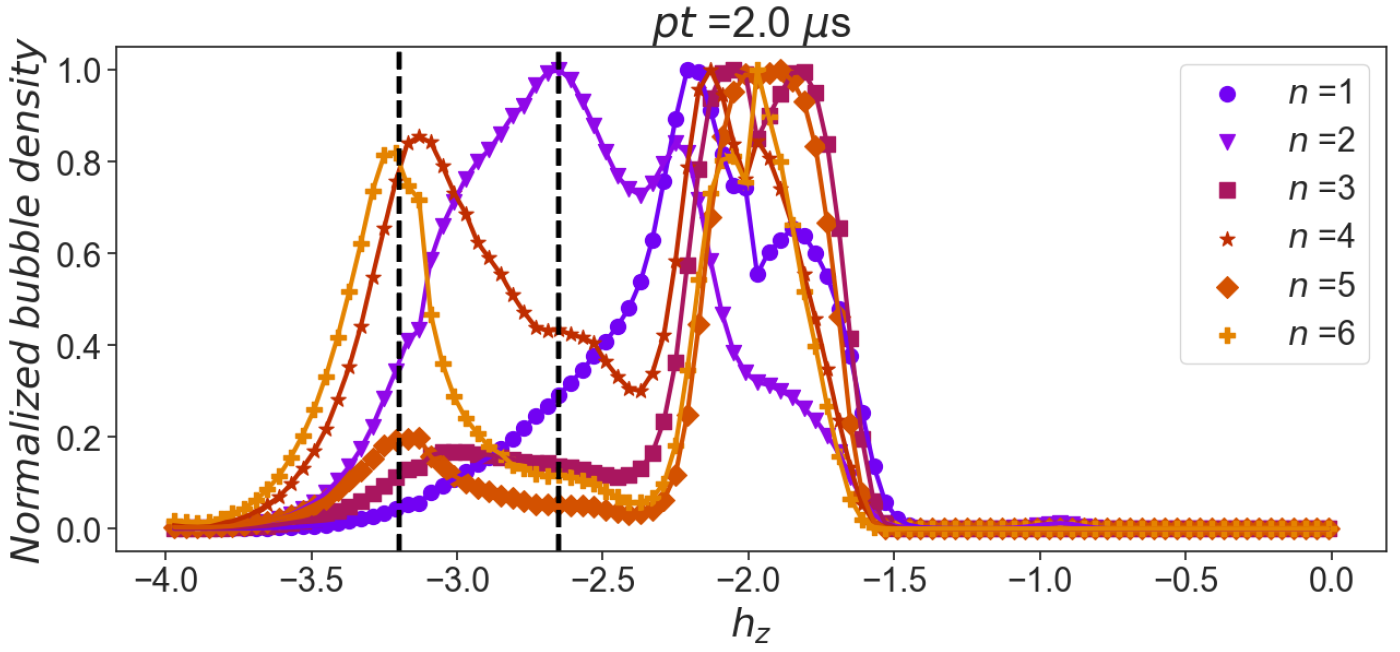 pt =2.0 μs
Normalized bubble density
1.0
0.8
0.6
0.4
0.2
0.0
n =1
n =2
n =3
n =4
n =5
n =6
−4.0 −3.5 −3.0 −2.5 −2.0 −1.5 −1.0 −0.5 0.0
h_z